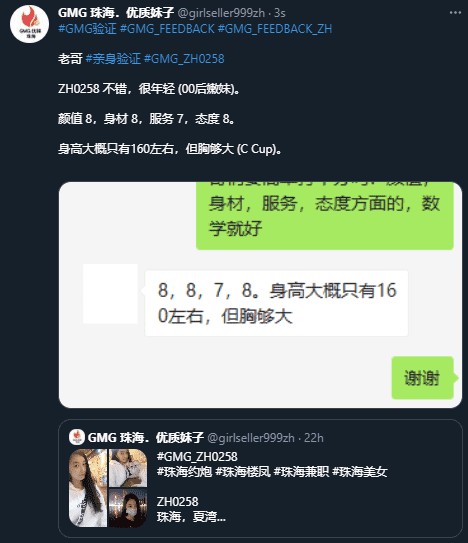 GMG 珠海．优质妹子 @girlseller999zh · 3s
#GMG验证 #GMG_FEEDBACK #GMG_FEEDBACK_ZH
老哥 #亲身验证 #GMG_ZH0258
ZH0258 不错，很年轻 (00后嫩妹)。
颜值 8，身材 8，服务 7，态度 8。
身高大概只有160左右，但胸够大 (C Cup)。
身材，服务，态度方面的，数
学就好
8，8，7，8。身高大概只有16
0左右，但胸够大
谢谢
GMG 珠海．优质妹子 @girlseller999zh · 22h
#GMG_ZH0258
#珠海约炮 #珠海楼凤 #珠海兼职 #珠海美女
ZH0258
珠海，夏湾...
GMG 优妹
珠海